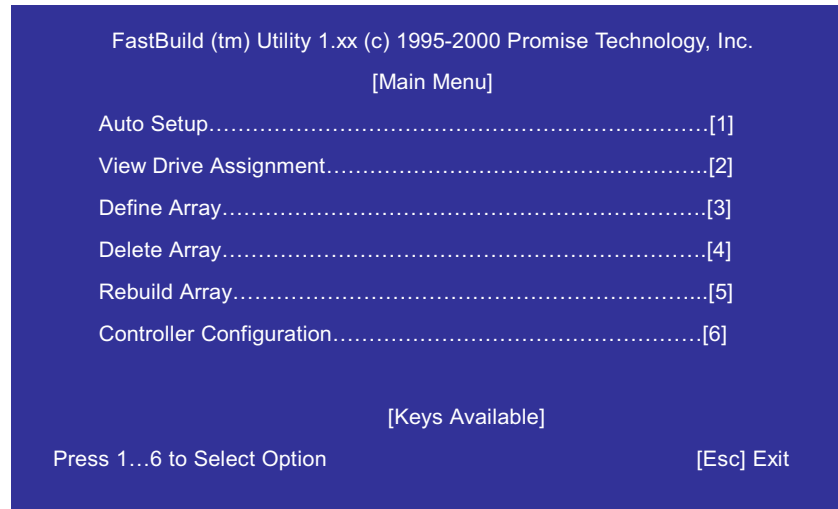 FastBuild (tm) Utility 1.xx (c) 1995-2000 Promise Technology, Inc.
[Main Menu]
Auto Setup……………………………………………………………[1]
View Drive Assignment……………………………………………..[2]
Define Array………………………………………………………….[3]
Delete Array………………………………………………………….[4]
Rebuild Array………………………………………………………...[5]
Controller Configuration……………………………………………[6]
[Keys Available]
Press 1…6 to Select Option [Esc] Exit